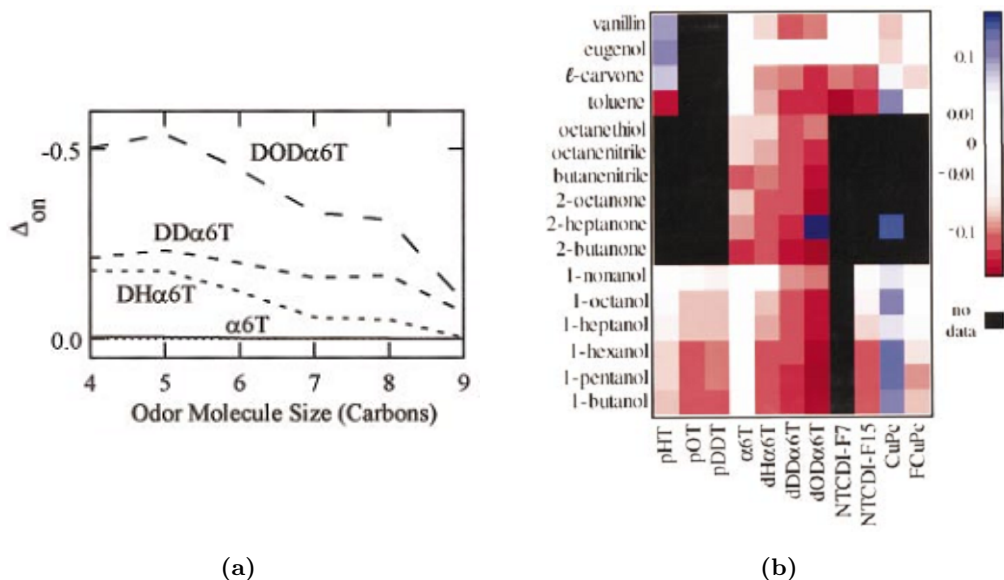 -0.5
0.0
Δon
DODα6T
DDα6T
DHα6T
α6T
4 5 6 7 8 9
Odor Molecule Size (Carbons)
(a)
vanillin
eugenol
ℓ-carvone
toluene
octanethiol
octanenitrile
butanenitrile
2-octanone
2-heptanone
2-butanone
1-nonanol
1-octanol
1-heptanol
1-hexanol
1-pentanol
1-butanol
pHT
pOT
pDDT
α6T
dHα6T
dDDα6T
dODα6T
NTCDI-F7
NTCDI-F15
CuPc
FCuPc
0.1
0.01
0
-0.01
-0.1
no
data
(b)